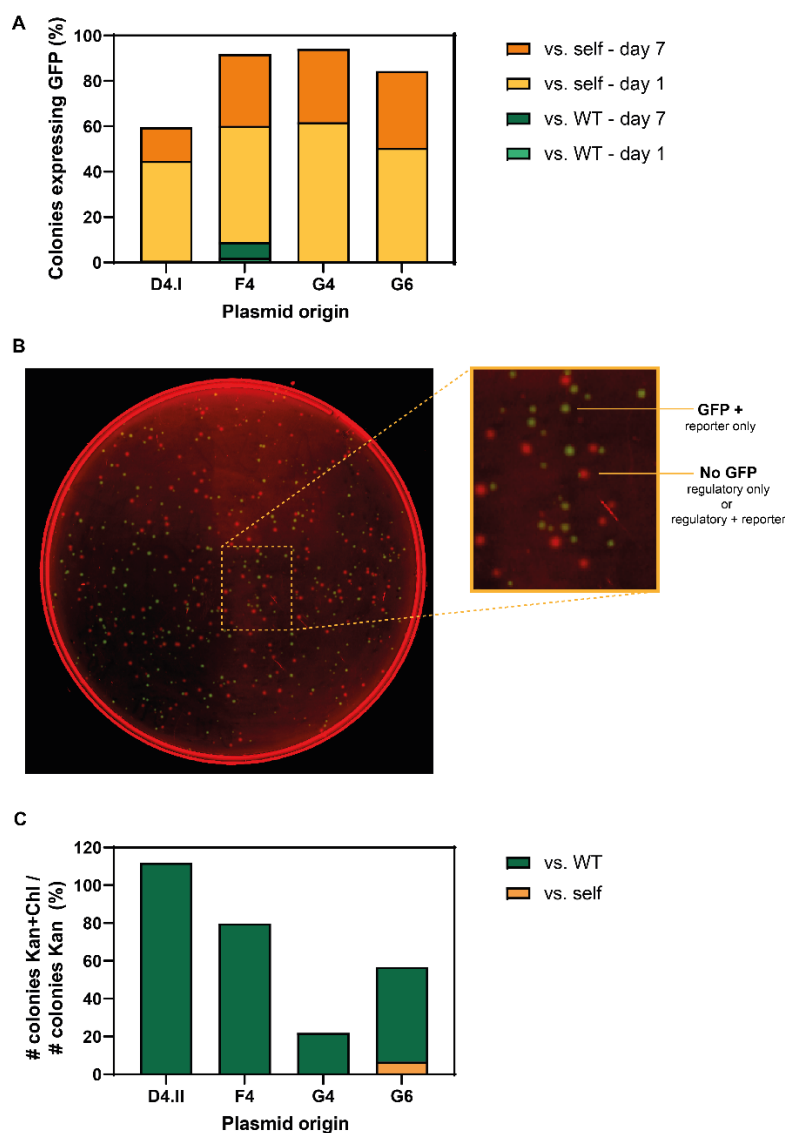 A
Colonies expressing GFP (%)
100
80
60
40
20
0
D4.I F4 G4 G6
Plasmid origin
vs. self - day 7
vs. self - day 1
vs. WT - day 7
vs. WT - day 1
B
GFP +
reporter only
No GFP
regulatory only
or
regulatory + reporter
C
# colonies Kan+Chl /
# colonies Kan (%)
120
100
80
60
40
20
0
D4.II F4 G4 G6
Plasmid origin
vs. WT
vs. self